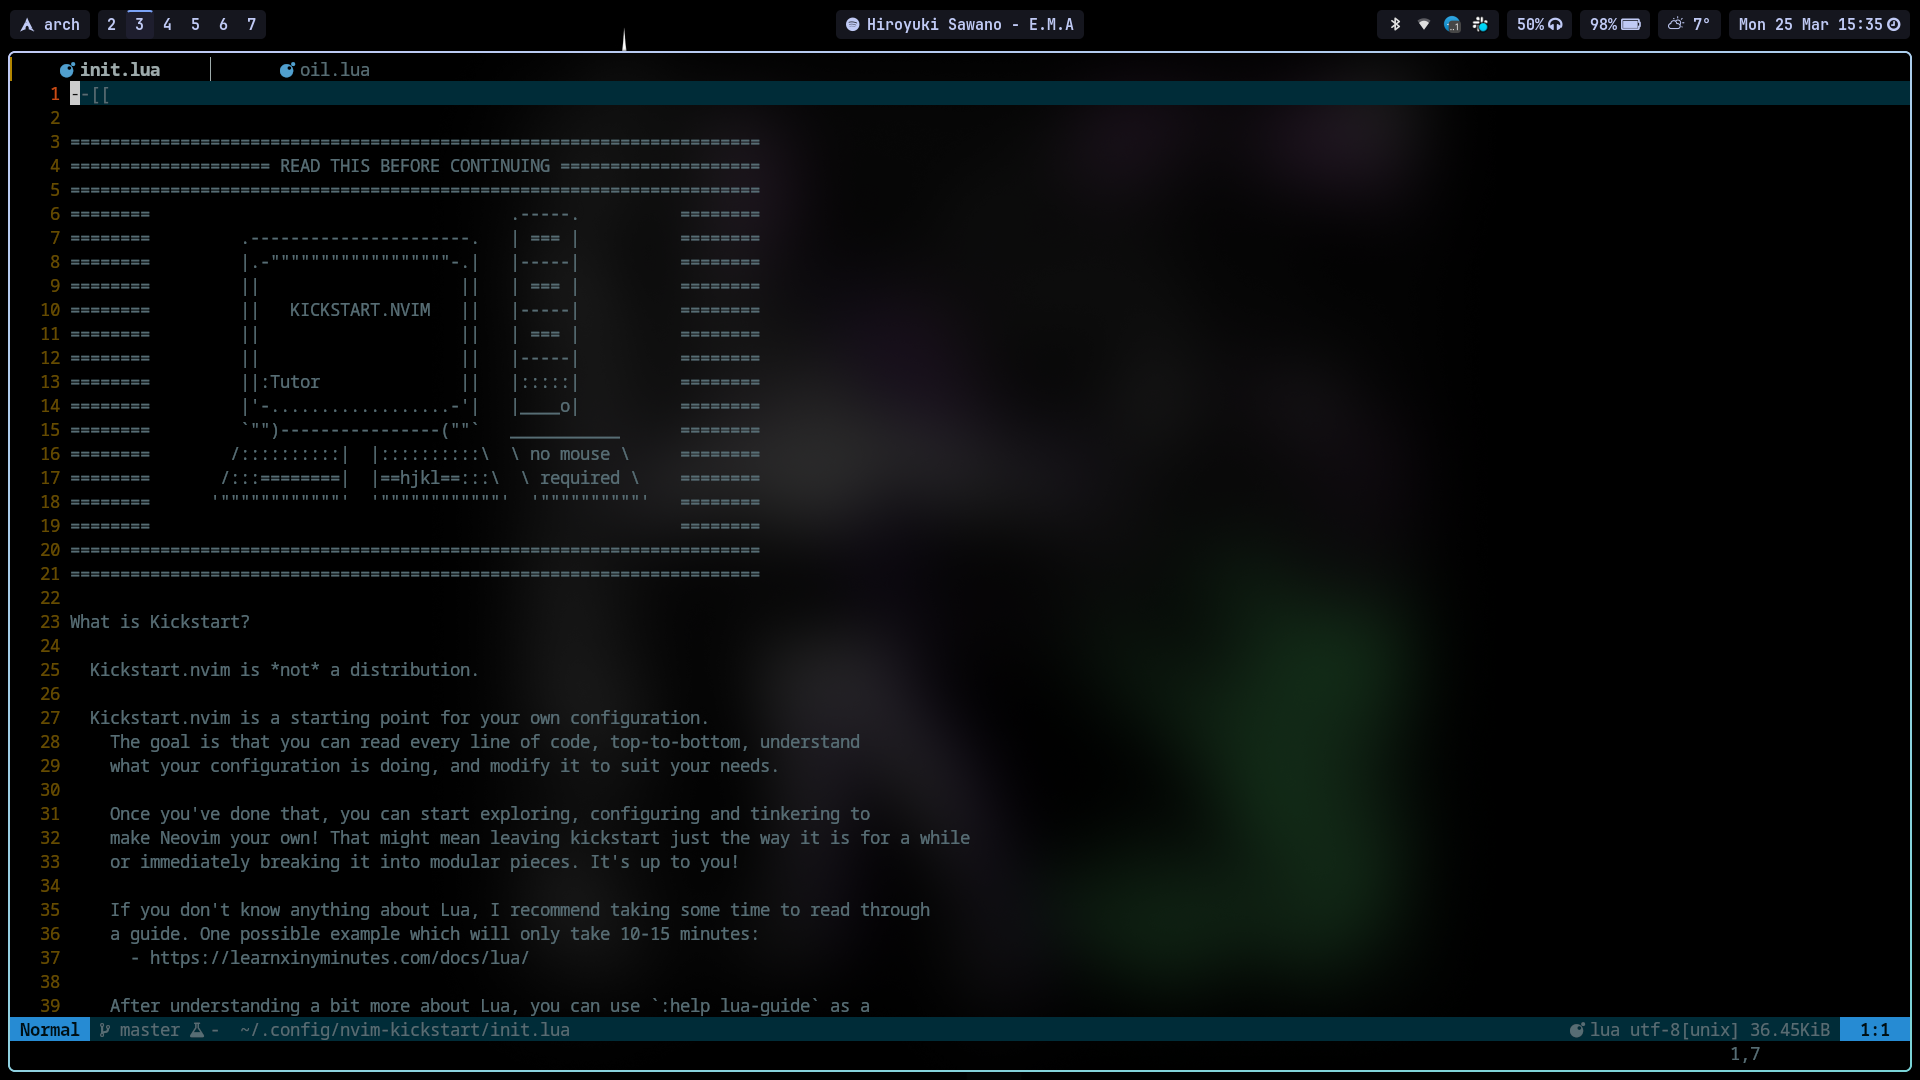 arch 2 3 4 5 6 7 Hiroyuki Sawano - E.M.A 50% 98% 7° Mon 25 Mar 15:35
init.lua oil.lua
1 --[[
2
3 =====================================================================
4 ==================== READ THIS BEFORE CONTINUING ====================
5 =====================================================================
6 ========                                    .-----.          ========
7 ========         .----------------------.   | === |          ========
8 ========         |.-""""""""""""""""""-.|   |-----|          ========
9 ========         ||                    ||   | === |          ========
10 ========         ||   KICKSTART.NVIM   ||   |-----|          ========
11 ========         ||                    ||   | === |          ========
12 ========         ||                    ||   |-----|          ========
13 ========         ||:Tutor              ||   |:::::|          ========
14 ========         |'-..................-'|   |____o|          ========
15 ========         `"")----------------(""`   ___________      ========
16 ========        /::::::::::|  |::::::::::\  \ no mouse \     ========
17 ========       /:::========|  |==hjkl==:::\  \ required \    ========
18 ========      '""""""""""""'  '""""""""""""'  '""""""""""'   ========
19 ========                                                     ========
20 =====================================================================
21 =====================================================================
22
23 What is Kickstart?
24
25   Kickstart.nvim is *not* a distribution.
26
27   Kickstart.nvim is a starting point for your own configuration.
28     The goal is that you can read every line of code, top-to-bottom, understand
29     what your configuration is doing, and modify it to suit your needs.
30
31     Once you've done that, you can start exploring, configuring and tinkering to
32     make Neovim your own! That might mean leaving kickstart just the way it is for a while
33     or immediately breaking it into modular pieces. It's up to you!
34
35     If you don't know anything about Lua, I recommend taking some time to read through
36     a guide. One possible example which will only take 10-15 minutes:
37       - https://learnxinyminutes.com/docs/lua/
38
39     After understanding a bit more about Lua, you can use `:help lua-guide` as a
Normal master - ~/.config/nvim-kickstart/init.lua lua utf-8[unix] 36.45KiB 1:1
1,7